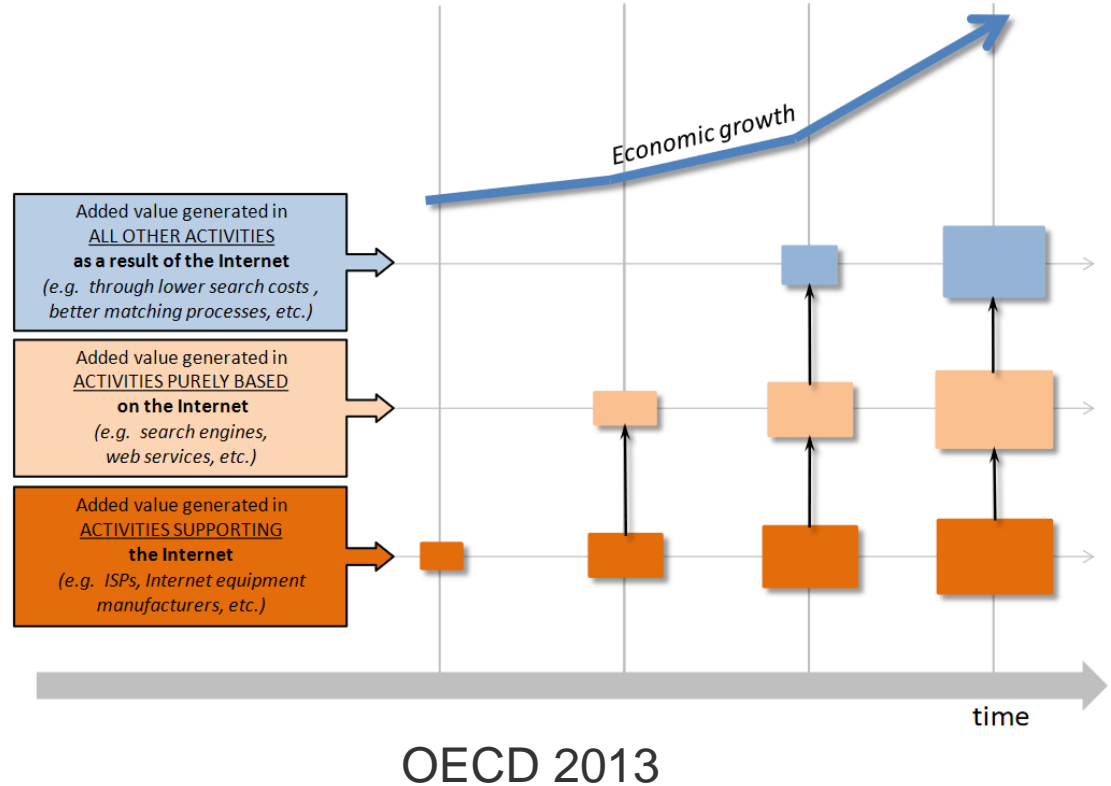 Economic growth
Added value generated in
ALL OTHER ACTIVITIES
as a result of the Internet
(e.g. through lower search costs ,
better matching processes, etc.)
Added value generated in
ACTIVITIES PURELY BASED
on the Internet
(e.g. search engines,
web services, etc.)
Added value generated in
ACTIVITIES SUPPORTING
the Internet
(e.g. ISPs, Internet equipment
manufacturers, etc.)
time
OECD 2013